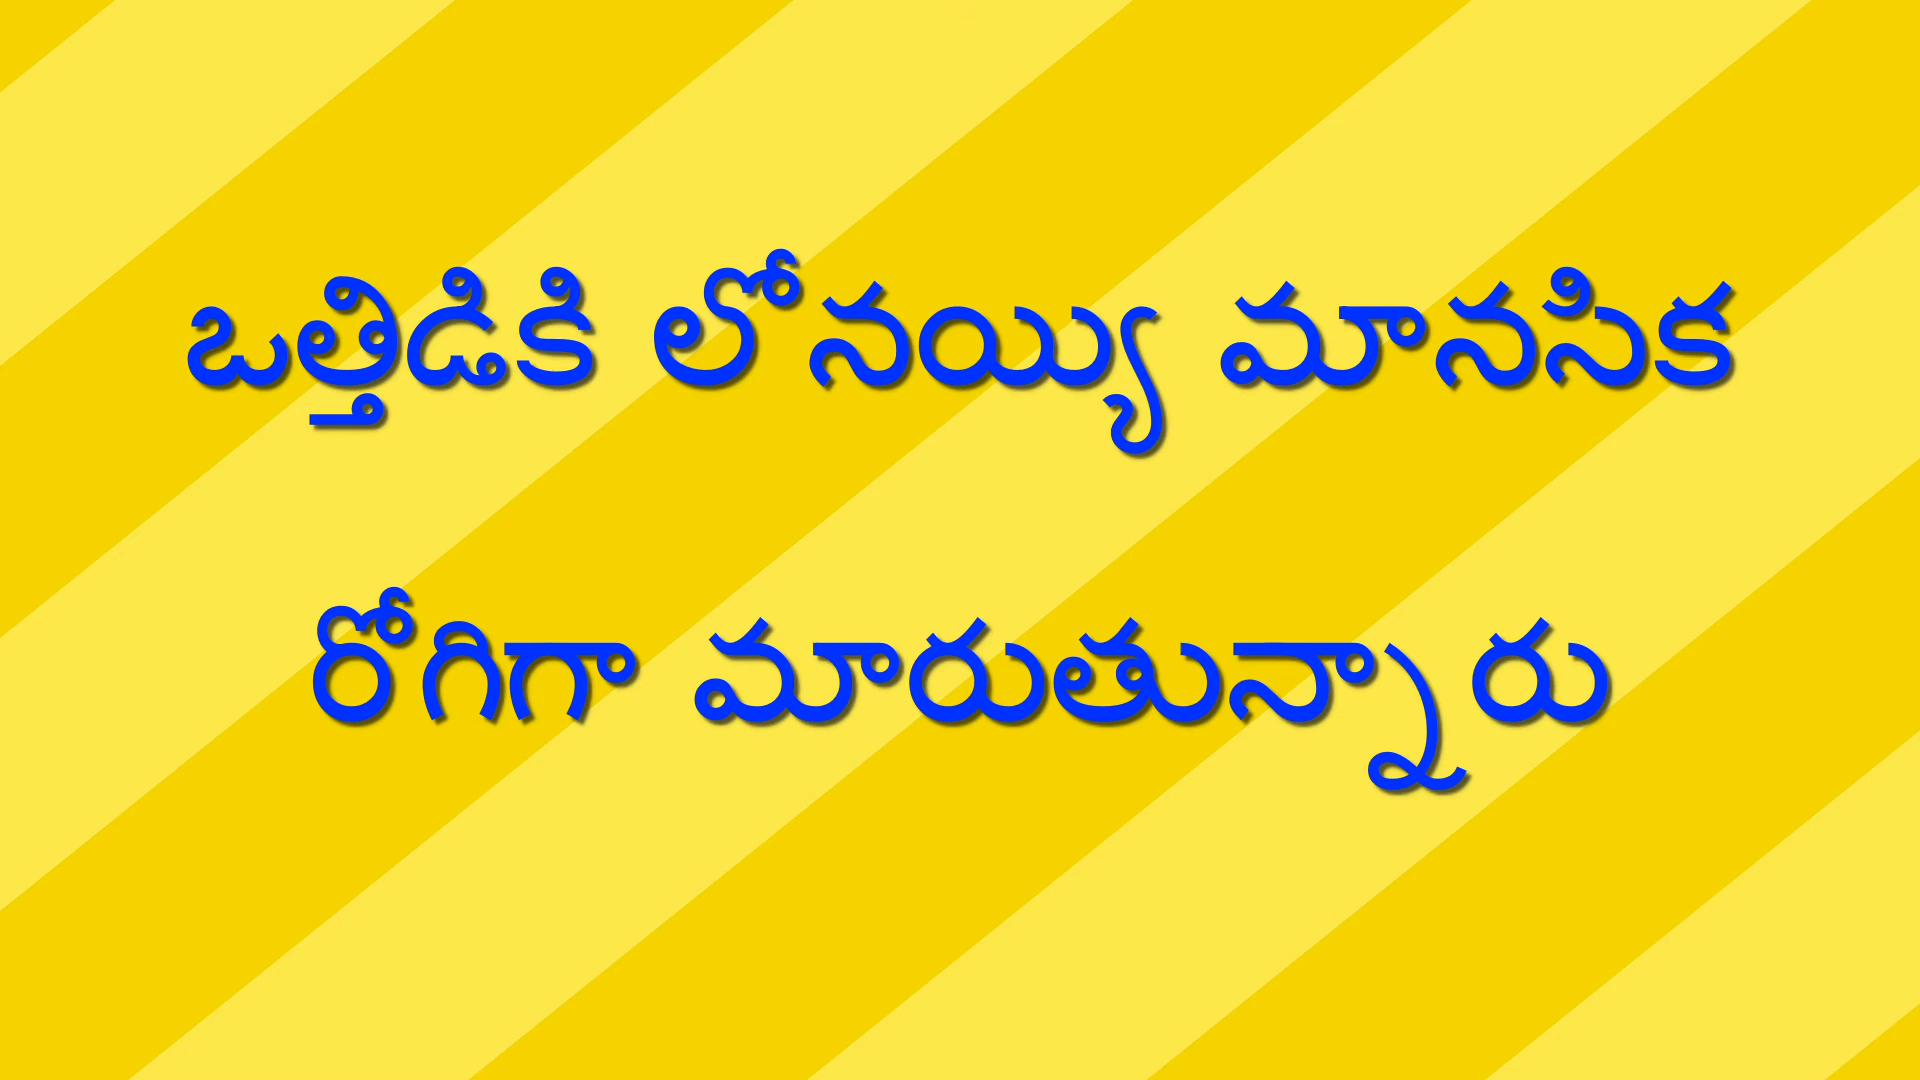 ఒత్తిడికి లోనయ్యి మానసిక
రోగిగా మారుతున్నారు